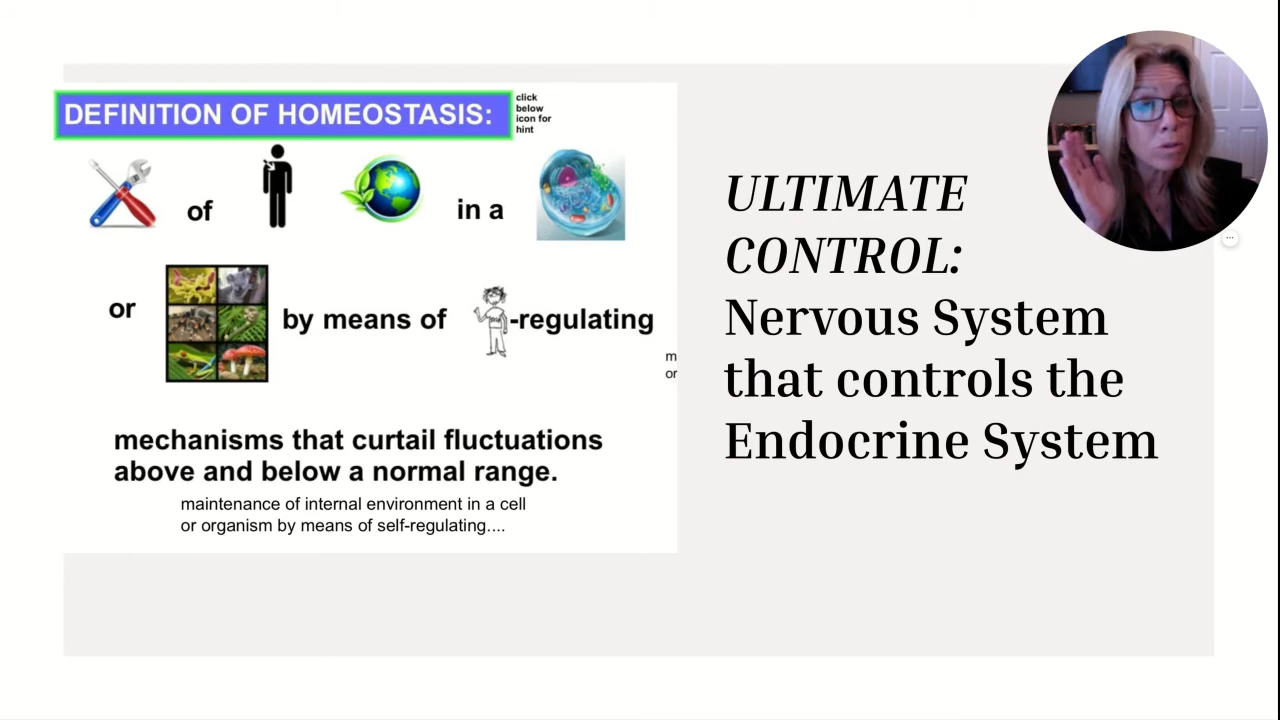 DEFINITION OF HOMEOSTASIS:
click
below
icon for
hint
of
in a
or
by means of
-regulating
m
or
mechanisms that curtail fluctuations
above and below a normal range.
maintenance of internal environment in a cell
or organism by means of self-regulating....
ULTIMATE
CONTROL:
Nervous System
that controls the
Endocrine System